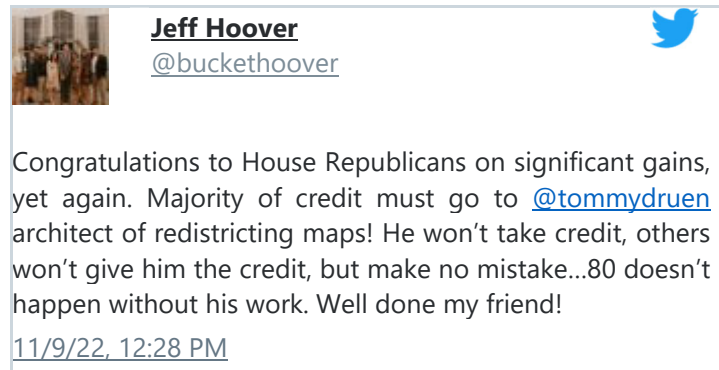 Jeff Hoover
@buckethoover
Congratulations to House Republicans on significant gains,
yet again. Majority of credit must go to @tommydruen
architect of redistricting maps! He won’t take credit, others
won’t give him the credit, but make no mistake...80 doesn’t
happen without his work. Well done my friend!
11/9/22, 12:28 PM